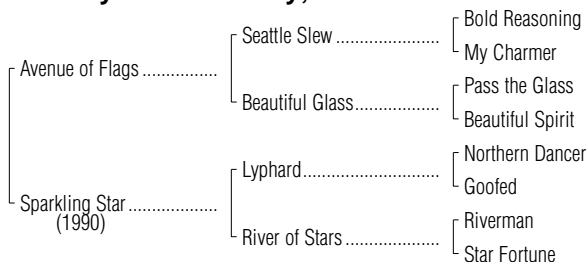 Bold Reasoning
Seattle Slew ..................
My Charmer
Avenue of Flags ...............
Pass the Glass
Beautiful Glass..................
Beautiful Spirit
Northern Dancer
Lyphard.........................
Goofed
Sparkling Star ..................
(1990)
Riverman
River of Stars ..................
Star Fortune